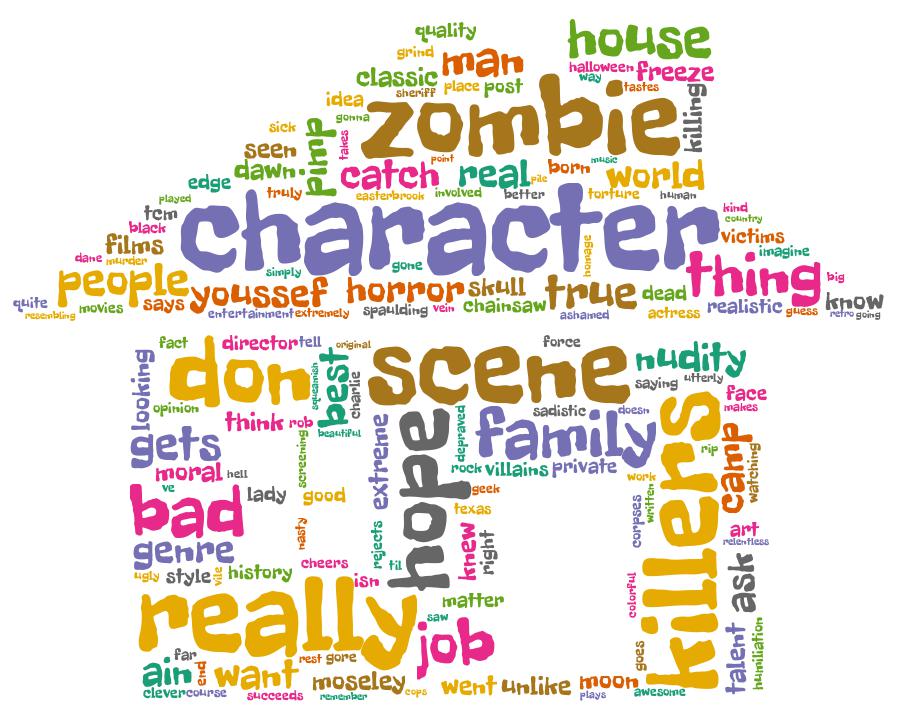 quality
house
grind
man
halloween
freeze
classic
way
sheriff
place
post
tastes
idea
zombie
killing
gonna
sick
pimp
takes
seen
dawn
catch
point
real
pile
born
music
world
edge
truly
easterbrook
involved
better
torture
human
played
tcm
character
kind
country
black
films
victims
homage
imagine
dane
murder
simply
gone
people
thing
big
quite
movies
says
youssef
horror
skull
chainsaw
true
dead
realistic
know
resembling
entertainment
extremely
spaulding
vein
ashamed
actress
guess
retro
going
fact
director
tell
original
force
looking
don
squeamish
best
charlie
scene
nudity
saying
utterly
opinion
think
rob
beautiful
sadistic
doesn
face
makes
gets
screening
extreme
hope
depraved
family
killers
rip
camp
watching
moral
hell
rock
villains
private
ve
lady
good
geek
work
written
corpses
bad
texas
nasty
rejects
knew
right
art
relentless
genre
ugly
style
vile
history
cheers
isn
til
colorful
ask
really
matter
saw
job
far
rest
gore
goes
talent
humiliation
ain
end
want
moseley
cops
went
unlike
moon
clever
course
succeeds
remember
plays
awesome